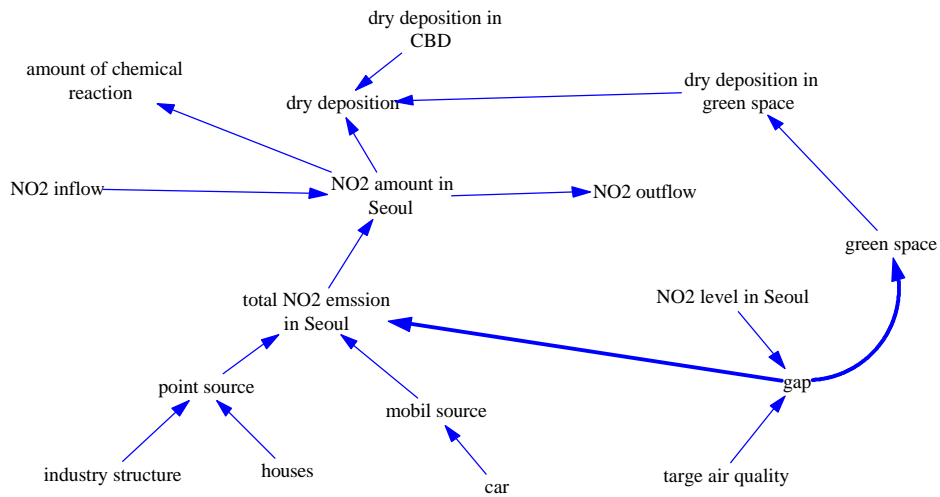 dry deposition in
CBD
amount of chemical
reaction
dry deposition
dry deposition in
green space
NO2 inflow
NO2 amount in
Seoul
NO2 outflow
green space
total NO2 emssion
in Seoul
NO2 level in Seoul
point source
gap
mobil source
industry structure
houses
car
targe air quality